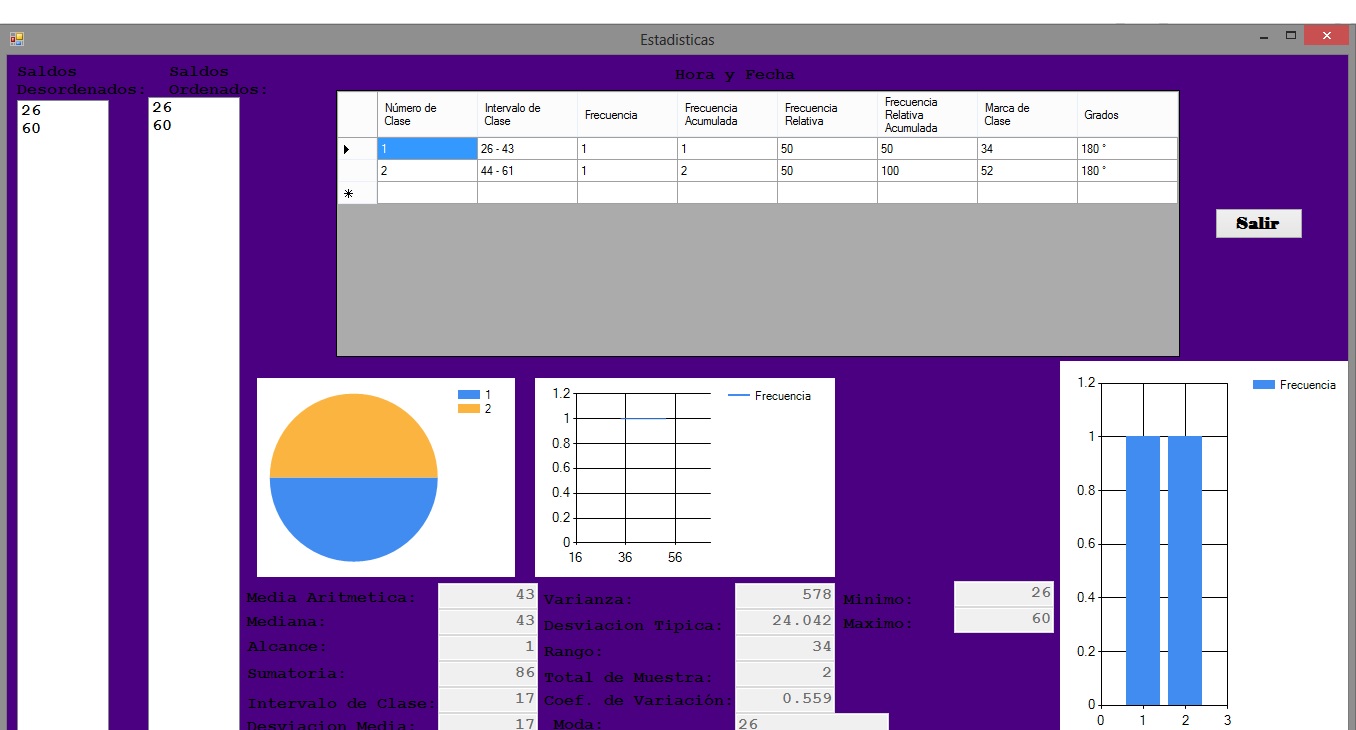 Estadisticas
Saldos
Desordenados:
Saldos
Ordenados:
26
60
26
60
Hora y Fecha
Número de Clase Intervalo de Clase Frecuencia Frecuencia Acumulada Frecuencia Relativa Frecuencia Relativa Acumulada Marca de Clase Grados
1 26 - 43 1 1 50 50 34 180 °
2 44 - 61 1 2 50 100 52 180 °
Salir
1
2
1.2
1
0.8
0.6
0.4
0.2
0
16 36 56
Frecuencia
1.2
1
0.8
0.6
0.4
0.2
0
0 1 2 3
Frecuencia
Media Aritmetica: 43
Mediana: 43
Alcance: 1
Sumatoria: 86
Intervalo de Clase: 17
Desviacion Media: 17
Varianza: 578
Desviacion Tipica: 24.042
Rango: 34
Total de Muestra: 2
Coef. de Variación: 0.559
Moda: 26
Minimo: 26
Maximo: 60